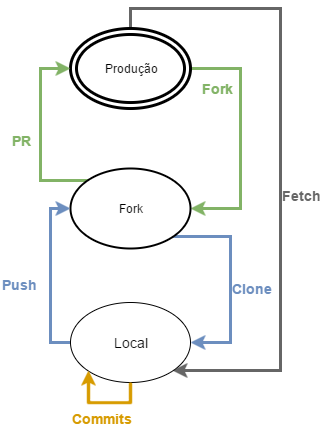 Produção
Fork
PR
Fetch
Fork
Push
Clone
Local
Commits